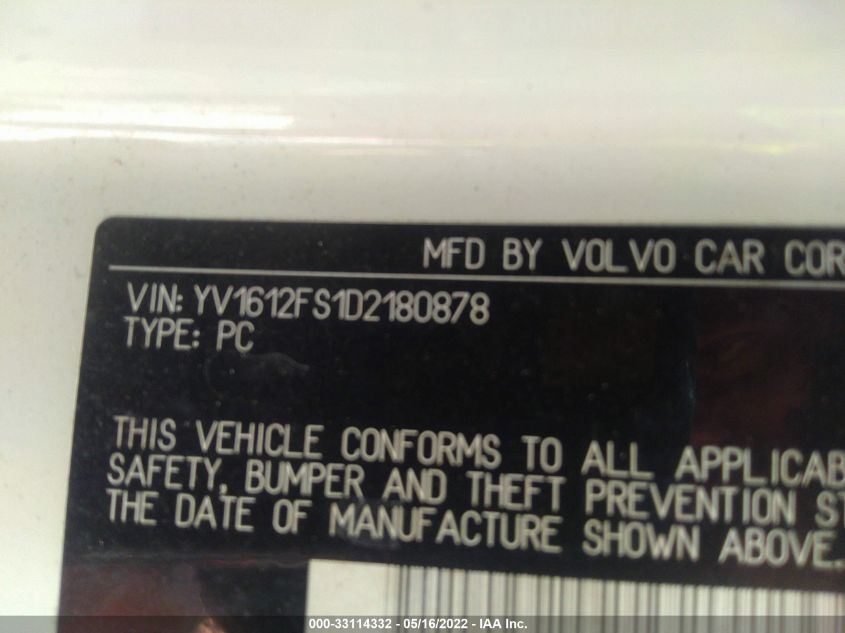 MFD BY VOLVO CAR COR
VIN: YV1612FS1D2180878
TYPE: PC
THIS VEHICLE CONFORMS TO ALL APPLICAB
SAFETY, BUMPER AND THEFT PREVENTION ST
THE DATE OF MANUFACTURE SHOWN ABOVE.
000-33114332 - 05/16/2022 - IAA Inc.